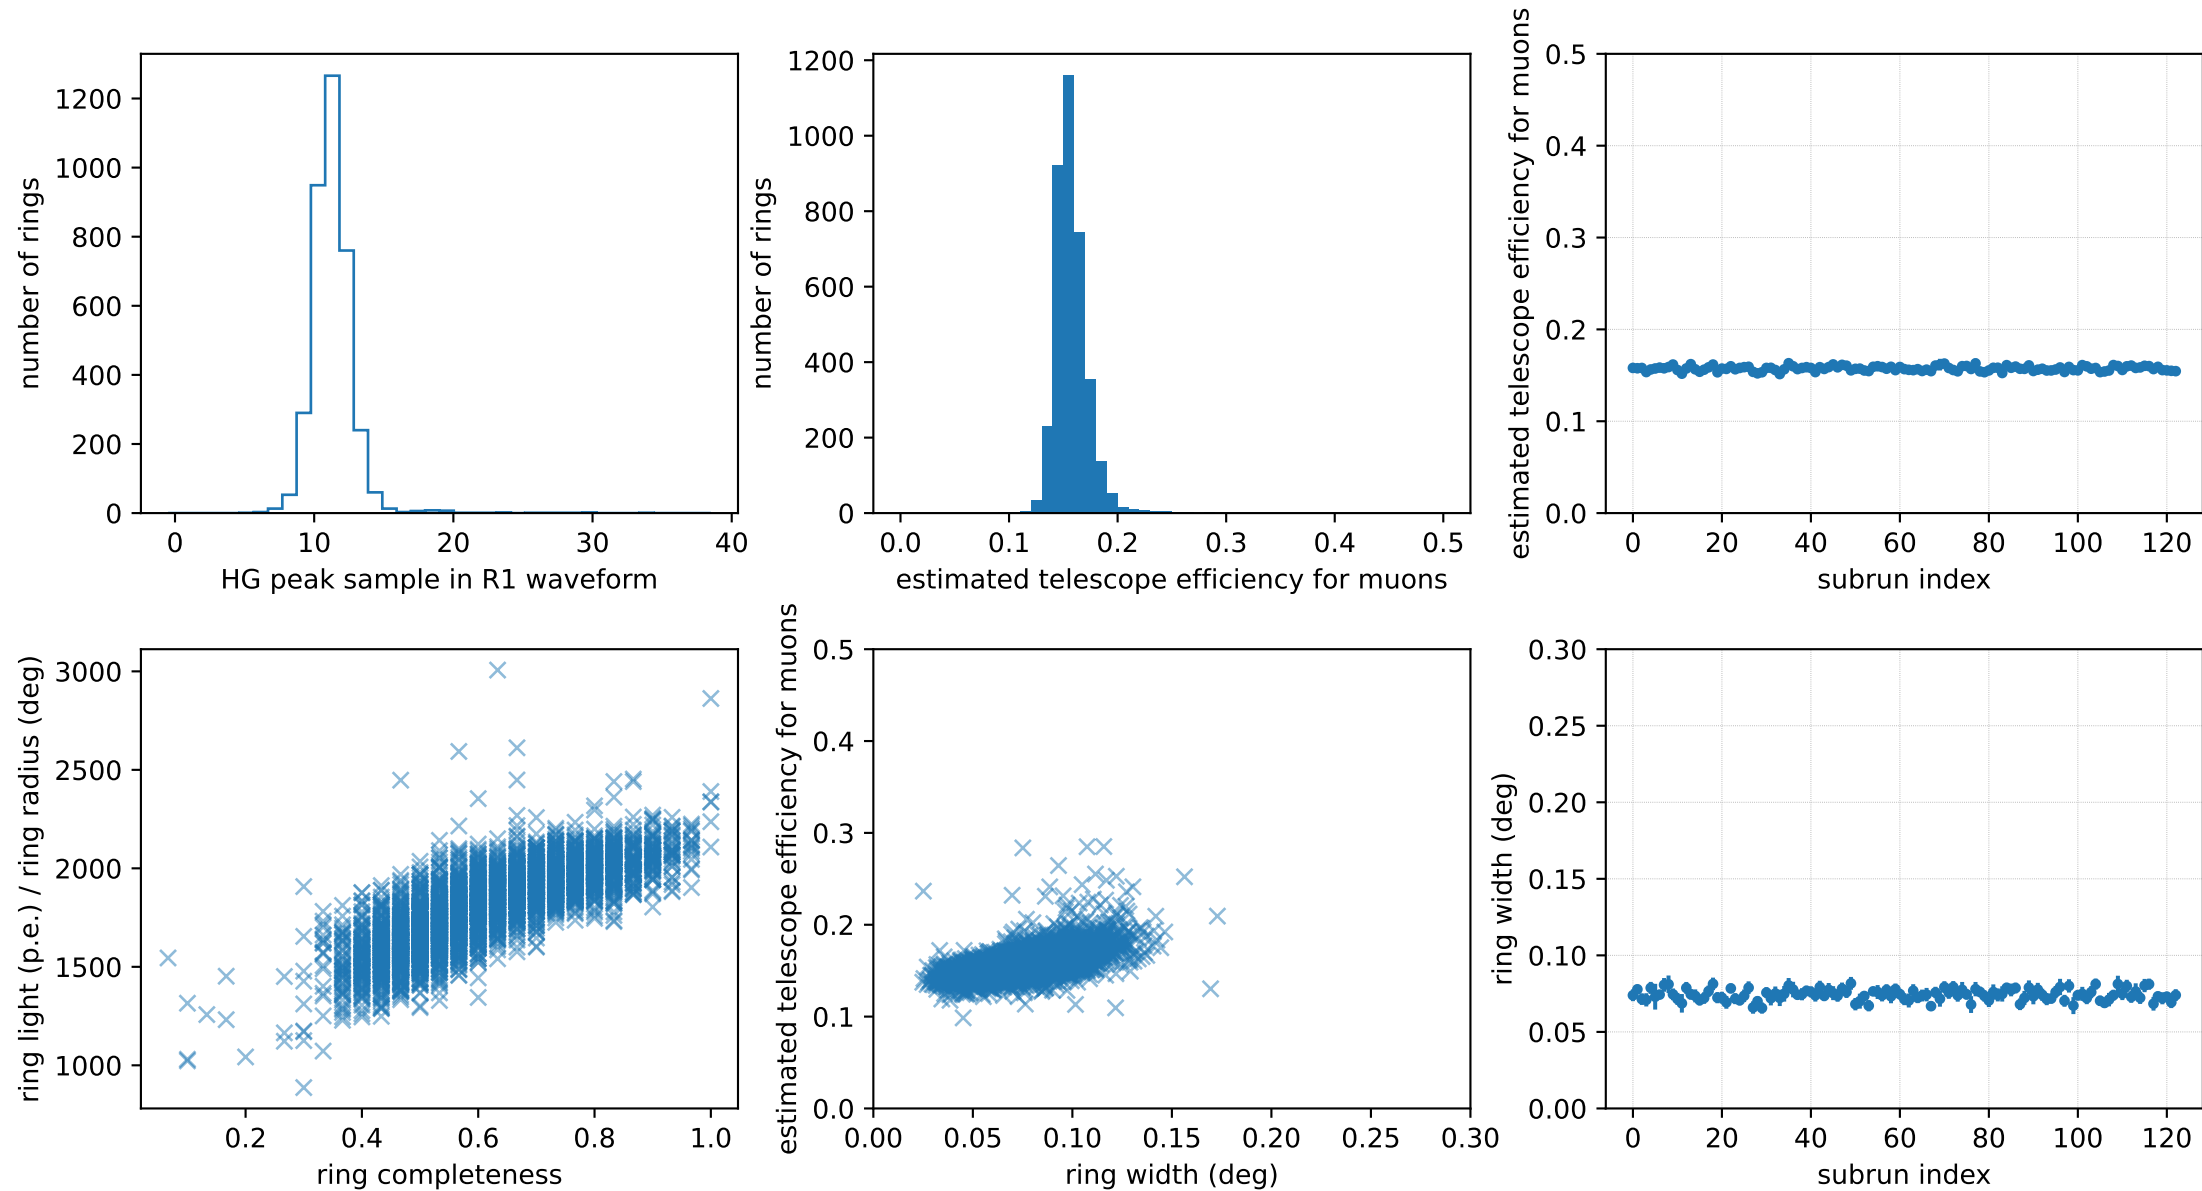 number of rings
0
200
400
600
800
1000
1200
0 10 20 30 40
HG peak sample in R1 waveform
number of rings
0
200
400
600
800
1000
1200
0.0 0.1 0.2 0.3 0.4 0.5
estimated telescope efficiency for muons
estimated telescope efficiency for muons
0.0
0.1
0.2
0.3
0.4
0.5
0 20 40 60 80 100 120
subrun index
ring light (p.e.) / ring radius (deg)
1000
1500
2000
2500
3000
0.2 0.4 0.6 0.8 1.0
ring completeness
estimated telescope efficiency for muons
0.0
0.1
0.2
0.3
0.4
0.5
0.00 0.05 0.10 0.15 0.20 0.25 0.30
ring width (deg)
ring width (deg)
0.00
0.05
0.10
0.15
0.20
0.25
0.30
0 20 40 60 80 100 120
subrun index